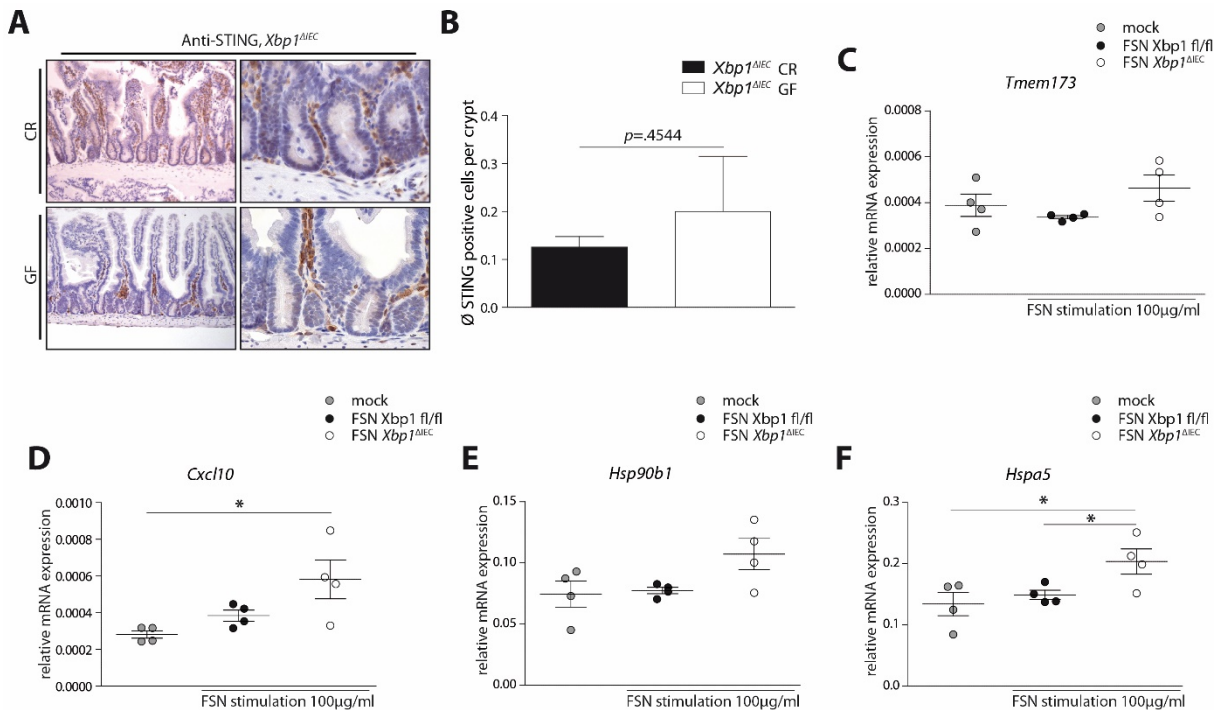 A
Anti-STING, Xbp1ΔIEC
CR
GF
B
Xbp1ΔIEC CR
Xbp1ΔIEC GF
p=.4544
Ø STING positive cells per crypt
0.4
0.3
0.2
0.1
0.0
mock
FSN Xbp1 fl/fl
FSN Xbp1ΔIEC
C
Tmem173
relative mRNA expression
0.0008
0.0006
0.0004
0.0002
0.0000
FSN stimulation 100µg/ml
mock
FSN Xbp1 fl/fl
FSN Xbp1ΔIEC
D
Cxcl10
relative mRNA expression
0.0010
0.0008
0.0006
0.0004
0.0002
0.0000
*
FSN stimulation 100µg/ml
mock
FSN Xbp1 fl/fl
FSN Xbp1ΔIEC
E
Hsp90b1
relative mRNA expression
0.15
0.10
0.05
0.00
FSN stimulation 100µg/ml
mock
FSN Xbp1 fl/fl
FSN Xbp1ΔIEC
F
Hspa5
relative mRNA expression
0.3
0.2
0.1
0.0
*
*
FSN stimulation 100µg/ml